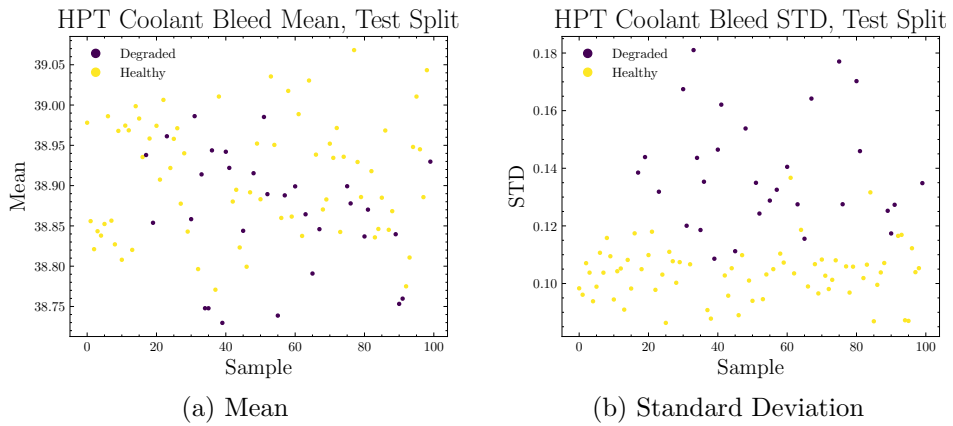 HPT Coolant Bleed Mean, Test Split
Degraded
Healthy
39.05
39.00
38.95
38.90
38.85
38.80
38.75
Mean
0 20 40 60 80 100
Sample
(a) Mean
HPT Coolant Bleed STD, Test Split
Degraded
Healthy
0.18
0.16
0.14
0.12
0.10
STD
0 20 40 60 80 100
Sample
(b) Standard Deviation